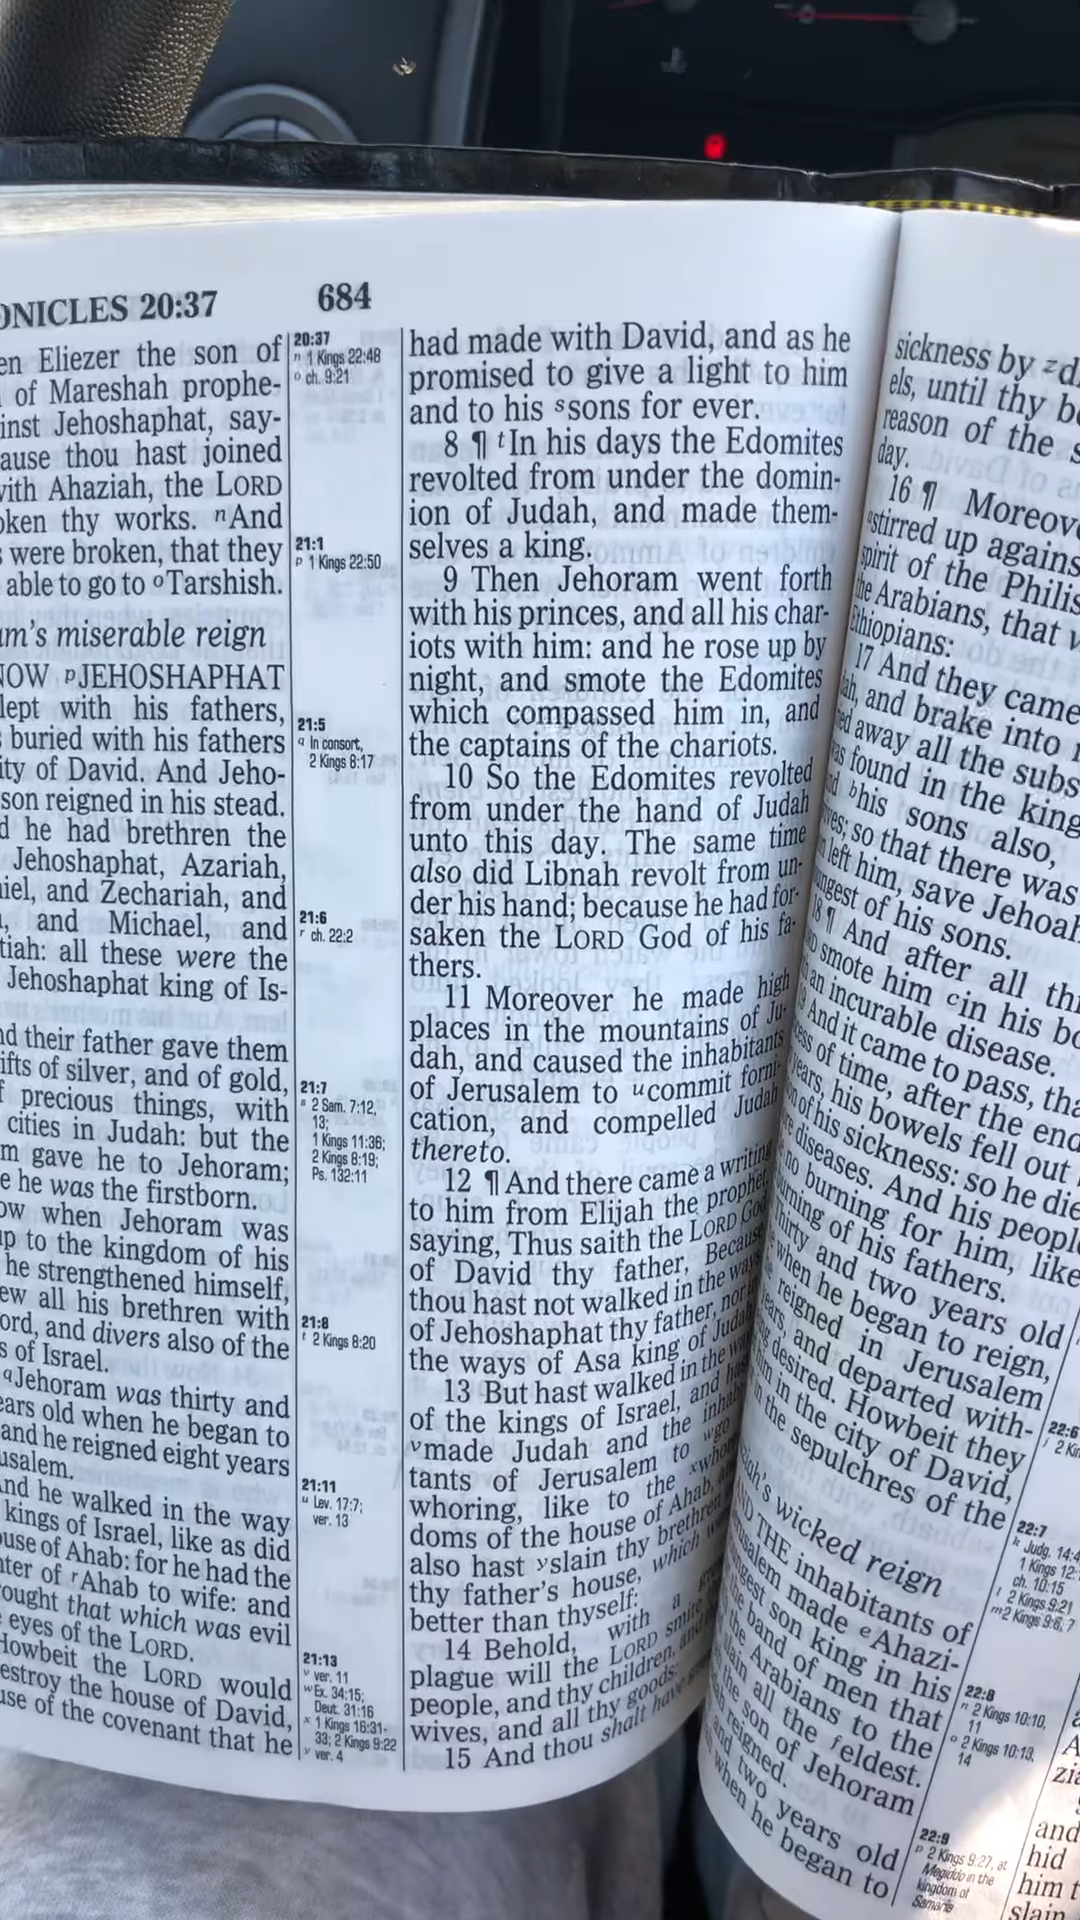 ONICLES 20:37
684
en Eliezer the son of
of Mareshah prophe-
inst Jehoshaphat, say-
ause thou hast joined
with Ahaziah, the LORD
oken thy works. nAnd
s were broken, that they
able to go to oTarshish.
am's miserable reign
NOW pJEHOSHAPHAT
lept with his fathers,
s buried with his fathers
ity of David. And Jeho-
son reigned in his stead.
d he had brethren the
Jehoshaphat, Azariah,
hiel, and Zechariah, and
, and Michael, and
tiah: all these were the
Jehoshaphat king of Is-
nd their father gave them
ifts of silver, and of gold,
f precious things, with
cities in Judah: but the
m gave he to Jehoram;
e he was the firstborn.
ow when Jehoram was
up to the kingdom of his
he strengthened himself,
ew all his brethren with
ord, and divers also of the
s of Israel.
qJehoram was thirty and
ears old when he began to
and he reigned eight years
usalem.
And he walked in the way
kings of Israel, like as did
ouse of Ahab: for he had the
hter of rAhab to wife: and
rought that which was evil
e eyes of the LORD.
Howbeit the LORD would
estroy the house of David,
use of the covenant that he
20:37
n 1 Kings 22:48
o ch. 9:21
21:1
p 1 Kings 22:50
21:5
q In consort,
2 Kings 8:17
21:6
r ch. 22:2
21:7
s 2 Sam. 7:12,
13;
1 Kings 11:36;
2 Kings 8:19;
Ps. 132:11
21:8
t 2 Kings 8:20
21:11
u Lev. 17:7;
ver. 13
21:13
v ver. 11
w Ex. 34:15;
Deut. 31:16
x 1 Kings 16:31-
33; 2 Kings 9:22
y ver. 4
had made with David, and as he
promised to give a light to him
and to his ssons for ever.
8 ¶ tIn his days the Edomites
revolted from under the domin-
ion of Judah, and made them-
selves a king.
9 Then Jehoram went forth
with his princes, and all his char-
iots with him: and he rose up by
night, and smote the Edomites
which compassed him in, and
the captains of the chariots.
10 So the Edomites revolted
from under the hand of Judah
unto this day. The same time
also did Libnah revolt from un-
der his hand; because he had for-
saken the LORD God of his fa-
thers.
11 Moreover he made high
places in the mountains of Ju-
dah, and caused the inhabitants
of Jerusalem to ucommit forni-
cation, and compelled Judah
thereto.
12 ¶ And there came a writing
to him from Elijah the prophet,
saying, Thus saith the LORD God
of David thy father, Because
thou hast not walked in the ways
of Jehoshaphat thy father, nor in
the ways of Asa king of Judah,
13 But hast walked in the way
of the kings of Israel, and hast
vmade Judah and the inhabi
tants of Jerusalem to wgo
whoring, like to the xwhore
doms of the house of Ahab, and
also hast yslain thy brethren
thy father's house, which w
better than thyself:
14 Behold, with a great
plague will the LORD smite
people, and thy children, and
wives, and all thy goods:
15 And thou shalt have
sickness by zd
els, until thy b
reason of the s
day.
16 ¶ Moreov
astirred up agains
spirit of the Philis
the Arabians, that w
Ethiopians:
17 And they came
ah, and brake into
ed away all the subs
as found in the king
d bhis sons also,
ves; so that there was
n left him, save Jehoah
ungest of his sons.
18 ¶ And after all thi
RD smote him cin his bo
an incurable disease.
19 And it came to pass, tha
ess of time, after the end
years, his bowels fell out
on of his sickness: so he die
re diseases. And his people
no burning for him, like
urning of his fathers.
hirty and two years old
when he began to reign,
reigned in Jerusalem
ears, and departed with-
g desired. Howbeit they
im in the city of David,
in the sepulchres of the
ziah's wicked reign
ND THE inhabitants of
usalem made eAhazi-
ngest son king in his
the band of men that
the Arabians to the
slain all the feldest.
the son of Jehoram
h reigned.
and two years old
when he began to
22:6
22:7
k Judg. 14:4
1 Kings 12:
ch. 10:15
l 2 Kings 9:21
m 2 Kings 9:6, 7
22:8
n 2 Kings 10:10,
11
o 2 Kings 10:13,
14
22:9
p 2 Kings 9:27, at
Megiddo in the
kingdom of
Samaria
and
hid
him t
slain